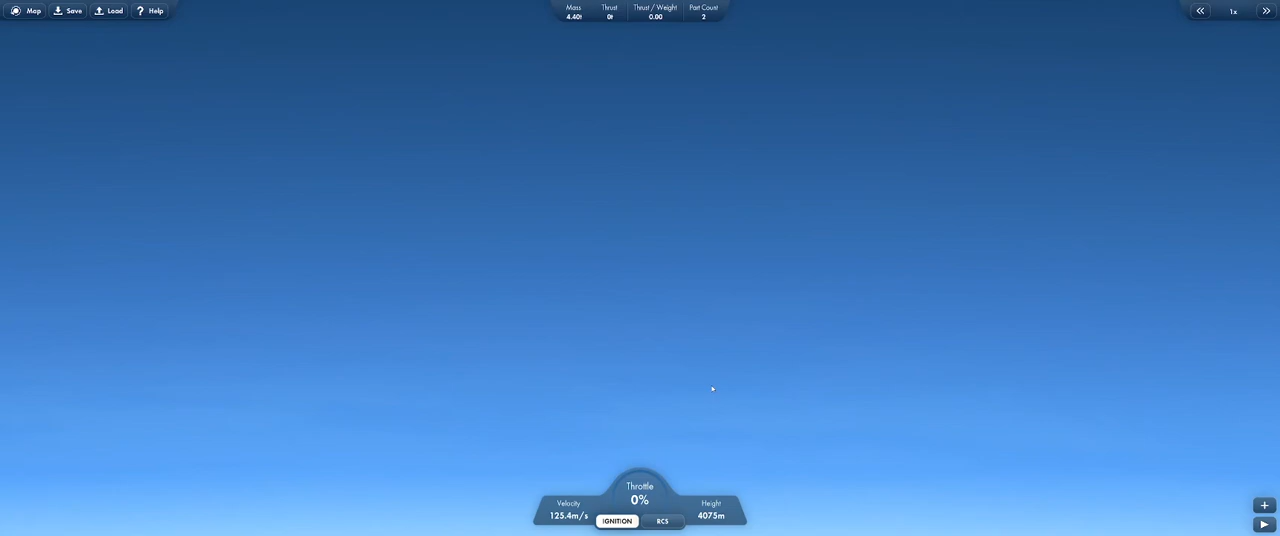 Map Save Load ? Help
Mass Thrust Thrust / Weight Part Count
4.40t 0t 0.00 2
1x
Throttle
0%
Velocity Height
125.4m/s 4075m
IGNITION RCS